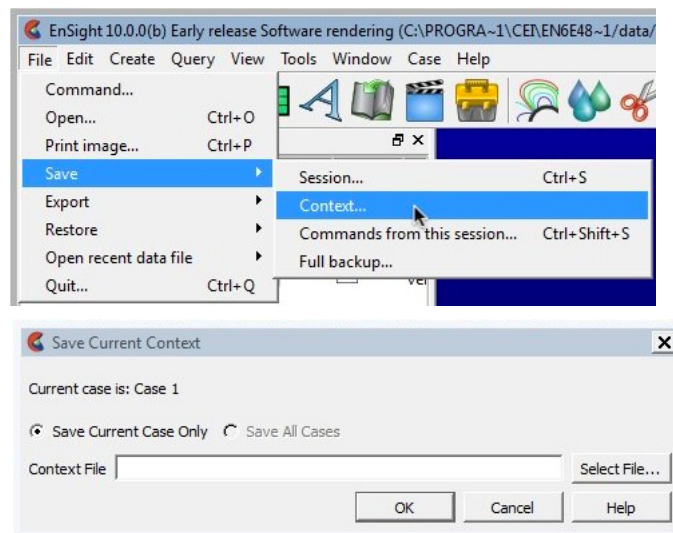 EnSight 10.0.0(b) Early release Software rendering (C:\PROGRA~1\CEI\EN6E48~1/data/
File Edit Create Query View Tools Window Case Help
Command...
Open... Ctrl+O
Print image... Ctrl+P
Save
Export
Restore
Open recent data file
Quit... Ctrl+Q
Session... Ctrl+S
Context...
Commands from this session... Ctrl+Shift+S
Full backup...
Save Current Context
Current case is: Case 1
Save Current Case Only Save All Cases
Context File Select File...
OK Cancel Help